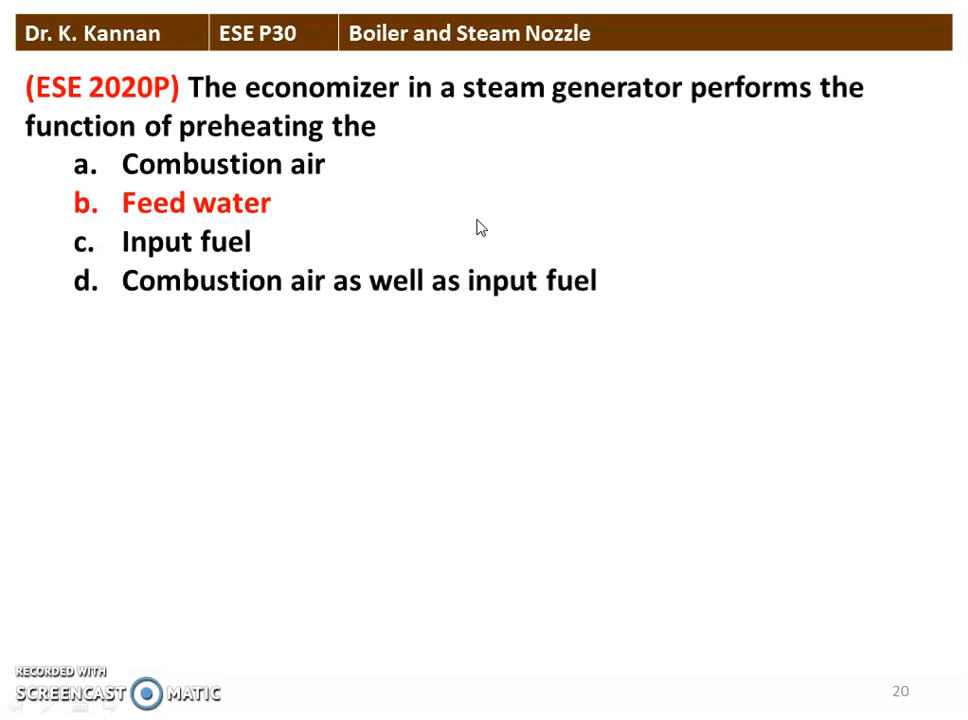 Dr. K. Kannan ESE P30 Boiler and Steam Nozzle
(ESE 2020P) The economizer in a steam generator performs the
function of preheating the
a. Combustion air
b. Feed water
c. Input fuel
d. Combustion air as well as input fuel
RECORDED WITH
SCREENCAST MATIC
20